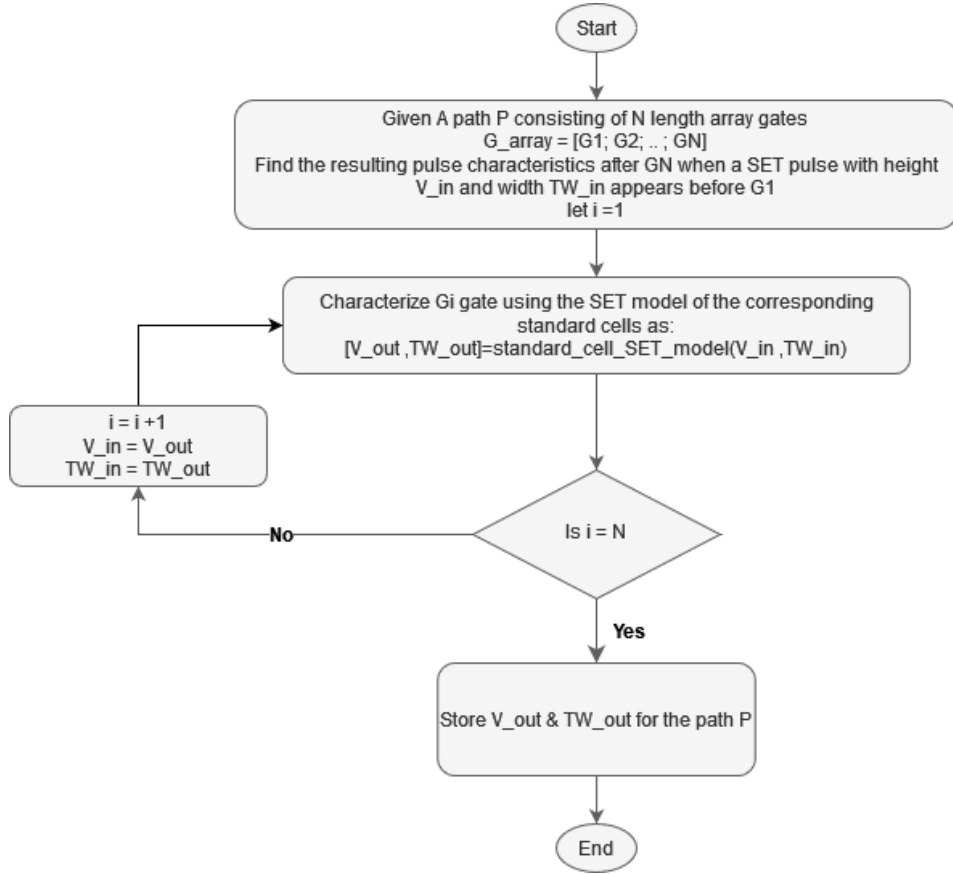 Start
Given A path P consisting of N length array gates
G_array = [G1; G2; .. ; GN]
Find the resulting pulse characteristics after GN when a SET pulse with height
V_in and width TW_in appears before G1
let i =1
Characterize Gi gate using the SET model of the corresponding
standard cells as:
[V_out ,TW_out]=standard_cell_SET_model(V_in ,TW_in)
i = i +1
V_in = V_out
TW_in = TW_out
Is i = N
No
Yes
Store V_out & TW_out for the path P
End